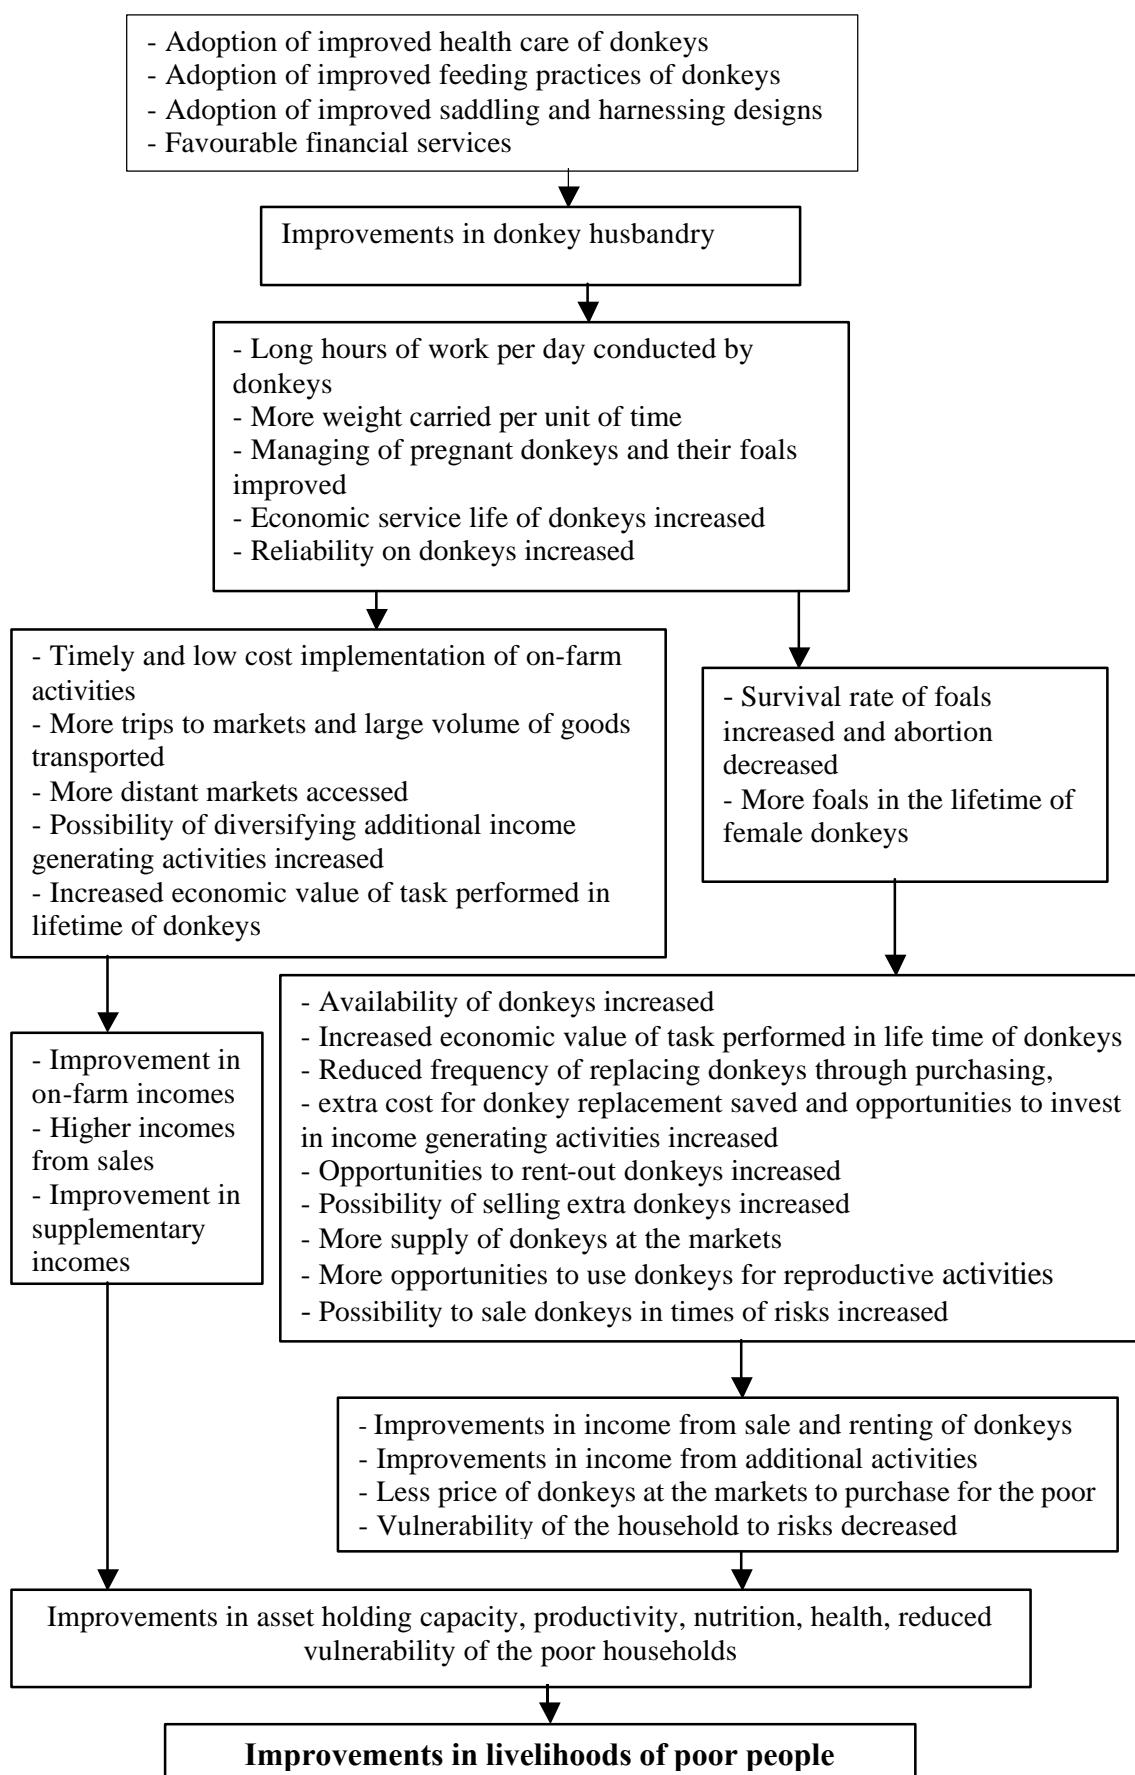 - Adoption of improved health care of donkeys
- Adoption of improved feeding practices of donkeys
- Adoption of improved saddling and harnessing designs
- Favourable financial services
Improvements in donkey husbandry
- Long hours of work per day conducted by
donkeys
- More weight carried per unit of time
- Managing of pregnant donkeys and their foals
improved
- Economic service life of donkeys increased
- Reliability on donkeys increased
- Timely and low cost implementation of on-farm
activities
- More trips to markets and large volume of goods
transported
- More distant markets accessed
- Possibility of diversifying additional income
generating activities increased
- Increased economic value of task performed in
lifetime of donkeys
- Survival rate of foals
increased and abortion
decreased
- More foals in the lifetime of
female donkeys
- Improvement in
on-farm incomes
- Higher incomes
from sales
- Improvement in
supplementary
incomes
- Availability of donkeys increased
- Increased economic value of task performed in life time of donkeys
- Reduced frequency of replacing donkeys through purchasing,
- extra cost for donkey replacement saved and opportunities to invest
in income generating activities increased
- Opportunities to rent-out donkeys increased
- Possibility of selling extra donkeys increased
- More supply of donkeys at the markets
- More opportunities to use donkeys for reproductive activities
- Possibility to sale donkeys in times of risks increased
- Improvements in income from sale and renting of donkeys
- Improvements in income from additional activities
- Less price of donkeys at the markets to purchase for the poor
- Vulnerability of the household to risks decreased
Improvements in asset holding capacity, productivity, nutrition, health, reduced
vulnerability of the poor households
Improvements in livelihoods of poor people